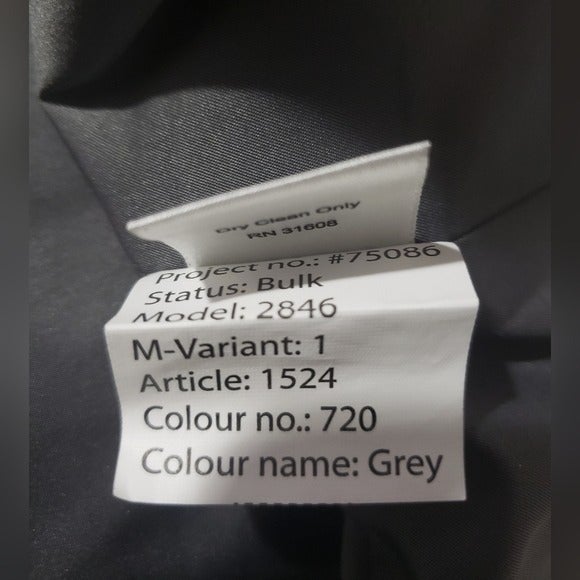 Dry Clean Only
RN 31608
Project no.: #75086
Status: Bulk
Model: 2846
M-Variant: 1
Article: 1524
Colour no.: 720
Colour name: Grey